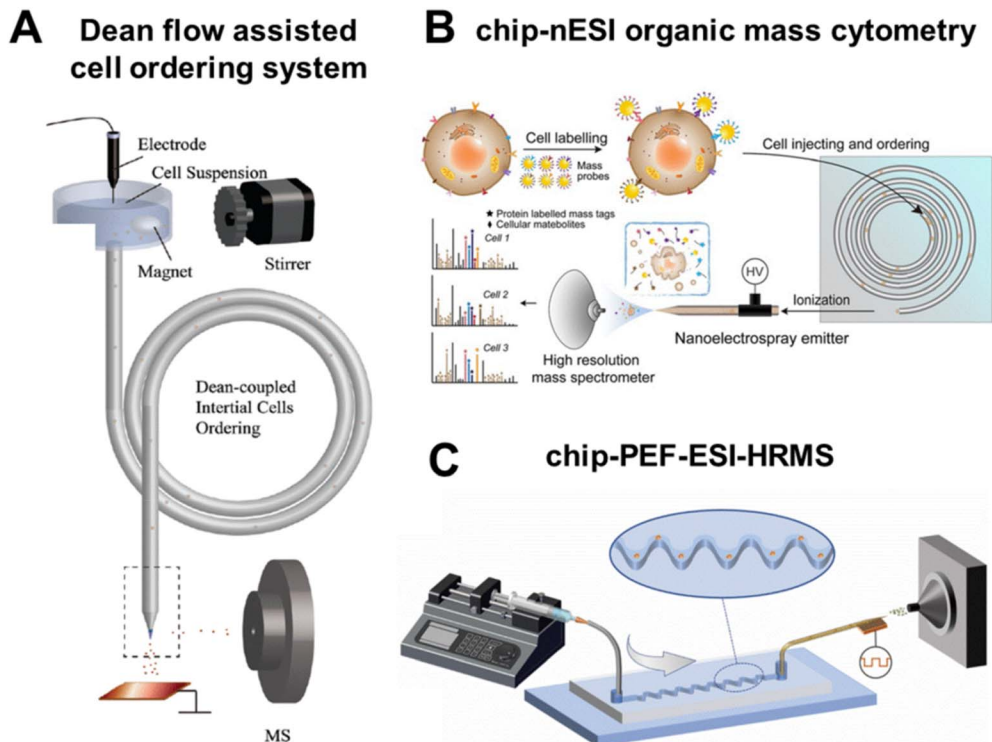 A
Dean flow assisted
cell ordering system
Electrode
Cell Suspension
Magnet
Stirrer
Dean-coupled
Intertial Cells
Ordering
MS
B
chip-nESI organic mass cytometry
Cell labelling
Mass
probes
Cell injecting and ordering
★ Protein labelled mass tags
♦ Cellular matebolites
Cell 1
Cell 2
Cell 3
HV
Ionization
Nanoelectrospray emitter
High resolution
mass spectrometer
C
chip-PEF-ESI-HRMS